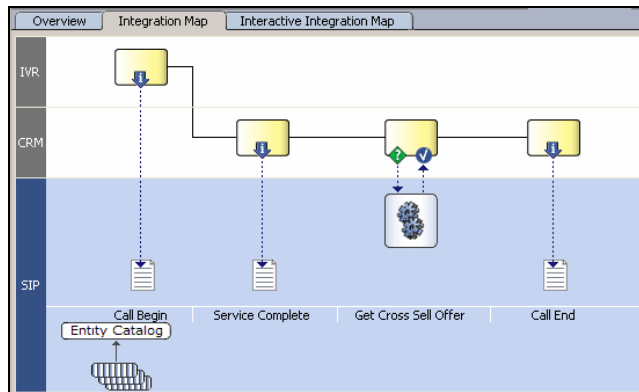 Overview Integration Map Interactive Integration Map
IVR
CRM
SIP
Call Begin Service Complete Get Cross Sell Offer Call End
Entity Catalog